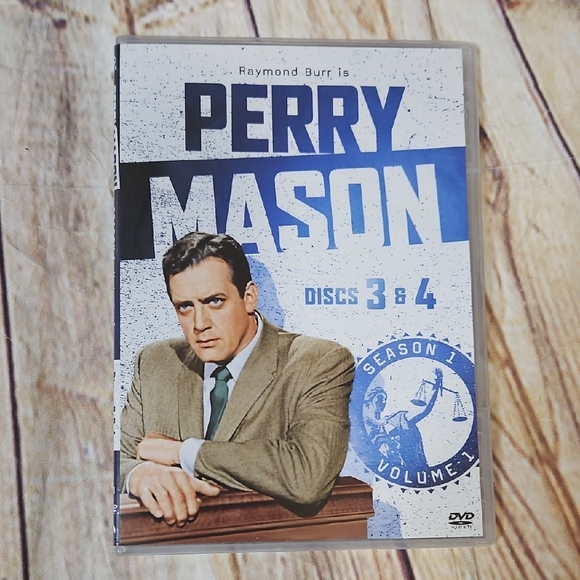 Raymond Burr is
PERRY
MASON
DISCS 3 & 4
SEASON 1
VOLUME 1
DVD